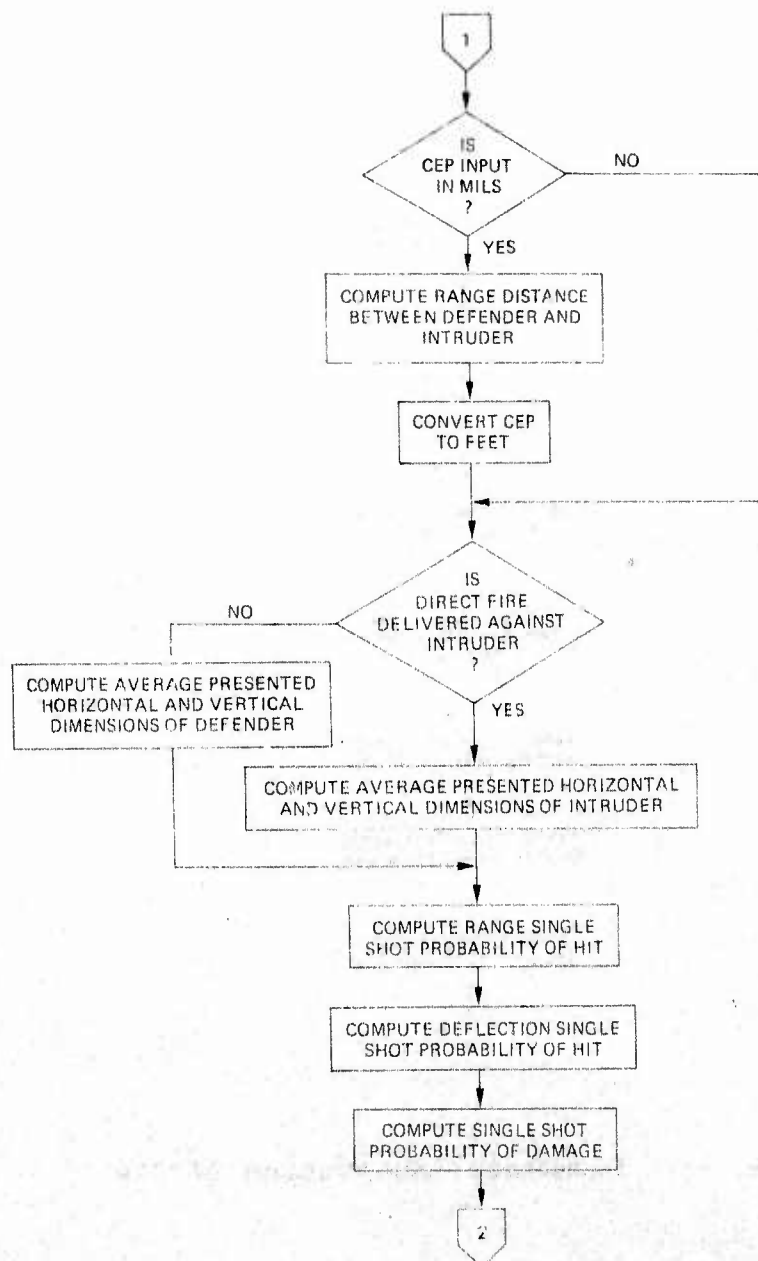 1
IS
CEP INPUT
IN MILS
?
NO
YES
COMPUTE RANGE DISTANCE
BETWEEN DEFENDER AND
INTRUDER
CONVERT CEP
TO FEET
IS
DIRECT FIRE
DELIVERED AGAINST
INTRUDER
?
NO
YES
COMPUTE AVERAGE PRESENTED
HORIZONTAL AND VERTICAL
DIMENSIONS OF DEFENDER
COMPUTE AVERAGE PRESENTED HORIZONTAL
AND VERTICAL DIMENSIONS OF INTRUDER
COMPUTE RANGE SINGLE
SHOT PROBABILITY OF HIT
COMPUTE DEFLECTION SINGLE
SHOT PROBABILITY OF HIT
COMPUTE SINGLE SHOT
PROBABILITY OF DAMAGE
2